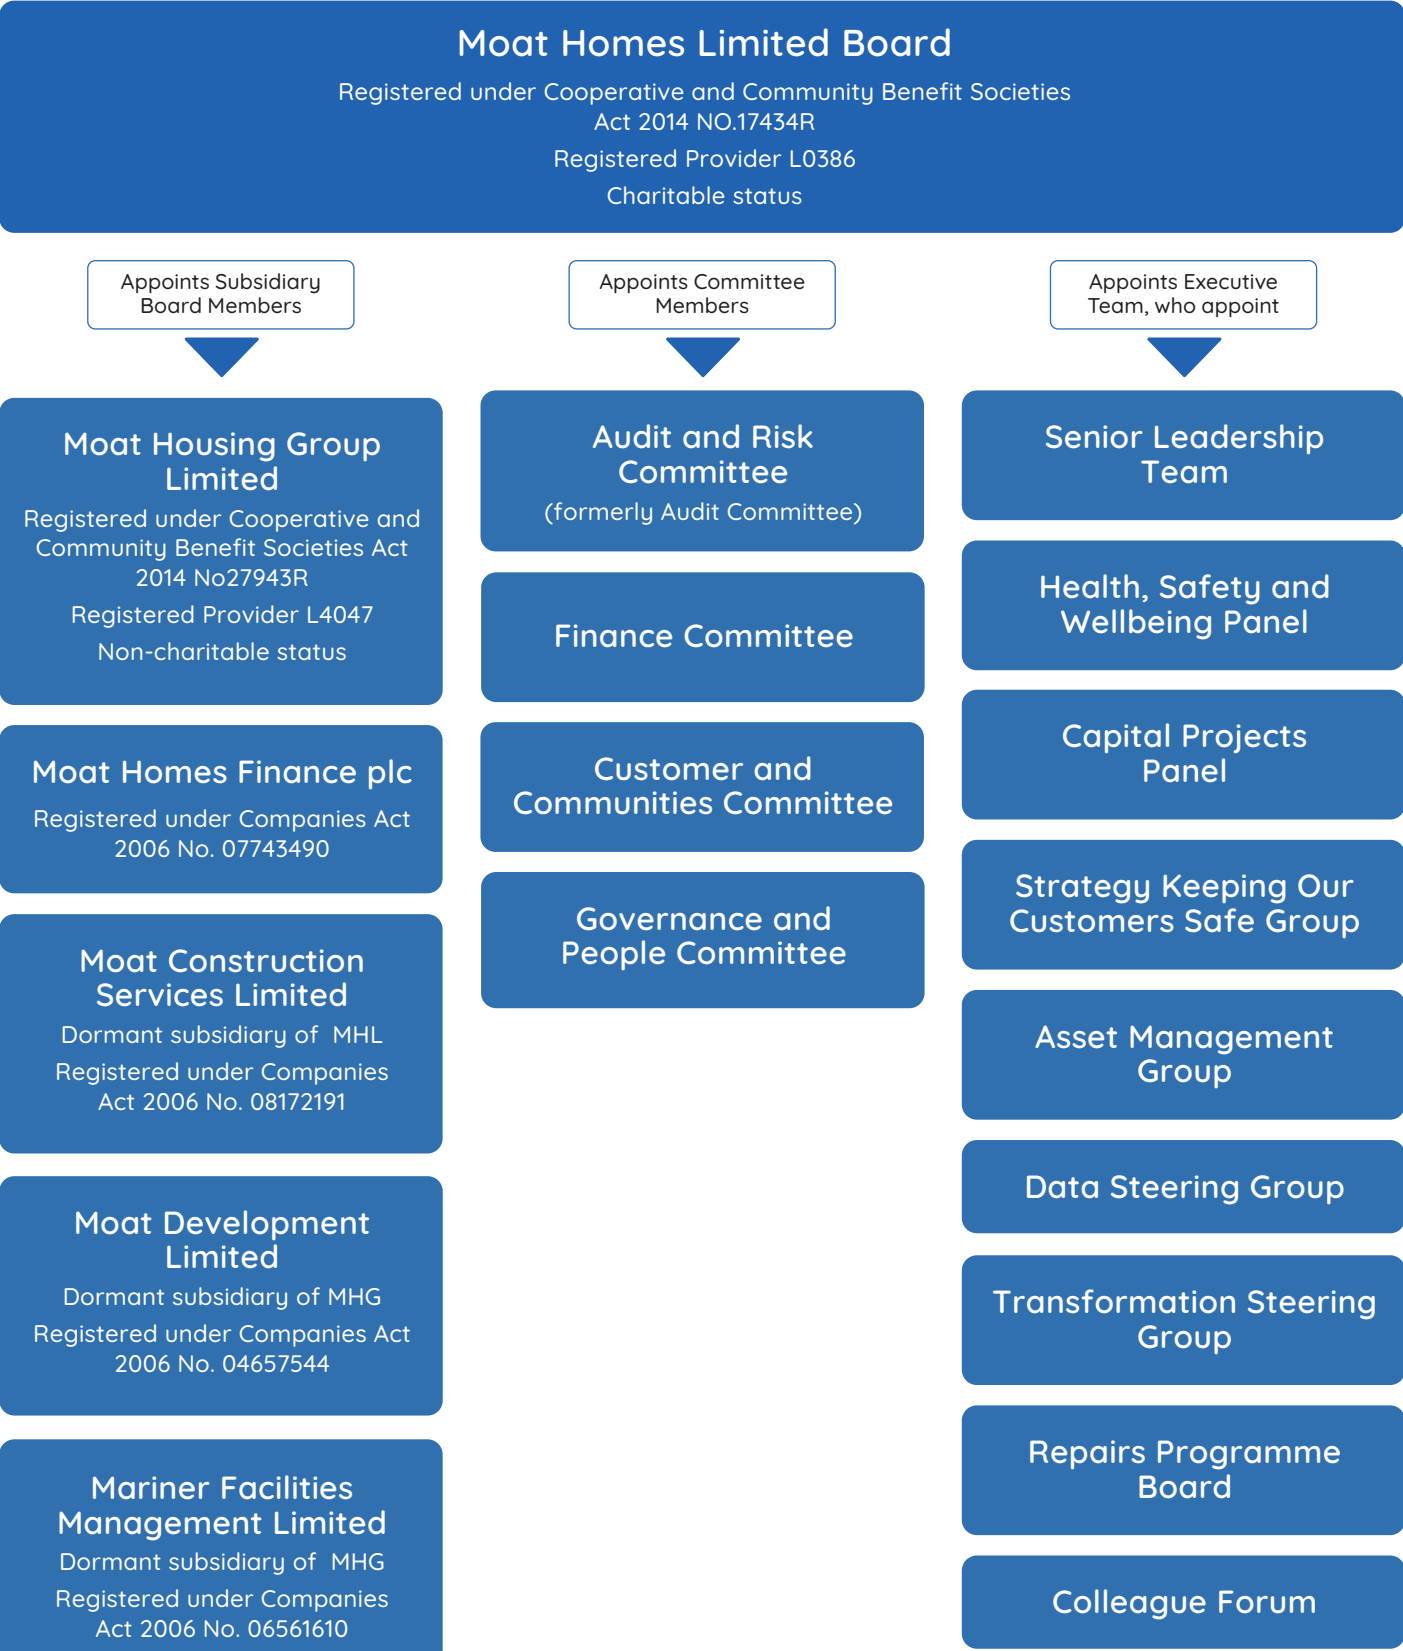 Moat Homes Limited Board
Registered under Cooperative and Community Benefit Societies
Act 2014 NO.17434R
Registered Provider L0386
Charitable status
Appoints Subsidiary
Board Members
Moat Housing Group
Limited
Registered under Cooperative and
Community Benefit Societies Act
2014 No27943R
Registered Provider L4047
Non-charitable status
Moat Homes Finance plc
Registered under Companies Act
2006 No. 07743490
Moat Construction
Services Limited
Dormant subsidiary of  MHL
Registered under Companies
Act 2006 No. 08172191
Moat Development
Limited
Dormant subsidiary of MHG
Registered under Companies Act
2006 No. 04657544
Mariner Facilities
Management Limited
Dormant subsidiary of  MHG
Registered under Companies
Act 2006 No. 06561610
Appoints Committee
Members
Audit and Risk
Committee
(formerly Audit Committee)
Finance Committee
Customer and
Communities Committee
Governance and
People Committee
Appoints Executive
Team, who appoint
Senior Leadership
Team
Health, Safety and
Wellbeing Panel
Capital Projects
Panel
Strategy Keeping Our
Customers Safe Group
Asset Management
Group
Data Steering Group
Transformation Steering
Group
Repairs Programme
Board
Colleague Forum